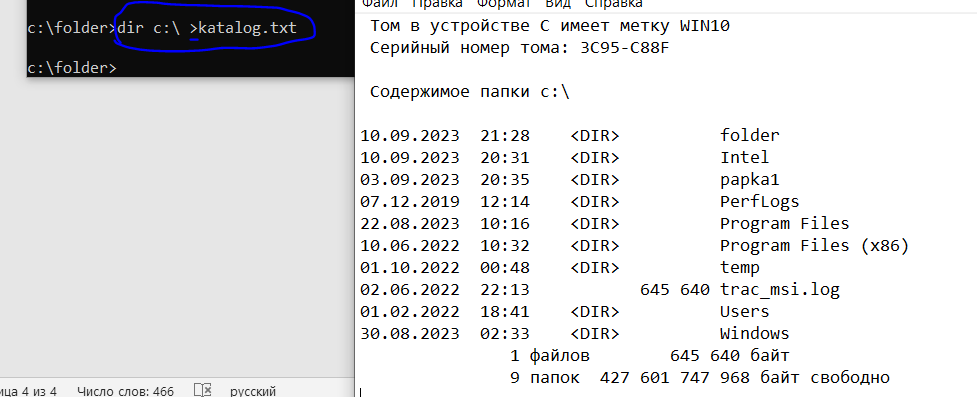 c:\folder>dir c:\ >katalog.txt
c:\folder>
Файл Правка Формат Вид Справка
Том в устройстве C имеет метку WIN10
Серийный номер тома: 3C95-C88F
Содержимое папки c:\
10.09.2023 21:28 <DIR> folder
10.09.2023 20:31 <DIR> Intel
03.09.2023 20:35 <DIR> papka1
07.12.2019 12:14 <DIR> PerfLogs
22.08.2023 10:16 <DIR> Program Files
10.06.2022 10:32 <DIR> Program Files (x86)
01.10.2022 00:48 <DIR> temp
02.06.2022 22:13 645 640 trac_msi.log
01.02.2022 18:41 <DIR> Users
30.08.2023 02:33 <DIR> Windows
1 файлов 645 640 байт
9 папок 427 601 747 968 байт свободно
ица 4 из 4 Число слов: 466 русский